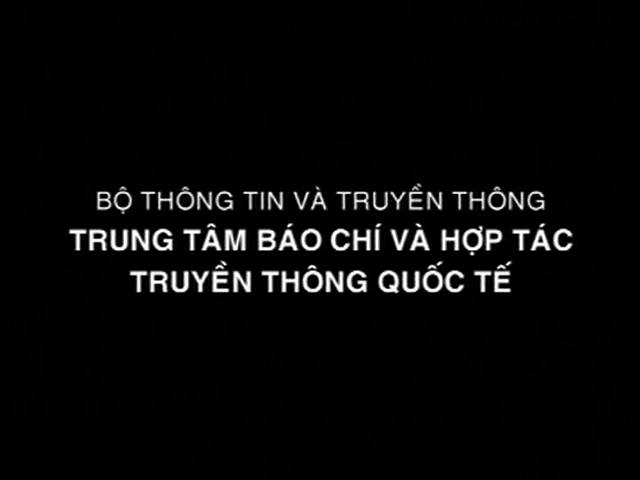 BỘ THÔNG TIN VÀ TRUYỀN THÔNG
TRUNG TÂM BÁO CHÍ VÀ HỢP TÁC
TRUYỀN THÔNG QUỐC TẾ